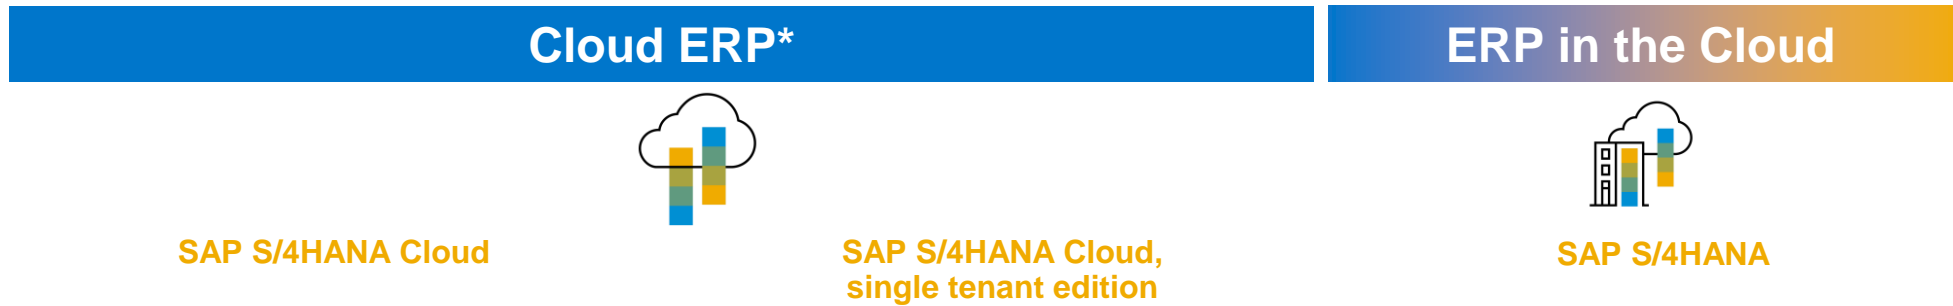 Cloud ERP*
ERP in the Cloud
SAP S/4HANA Cloud
SAP S/4HANA Cloud,
single tenant edition
SAP S/4HANA